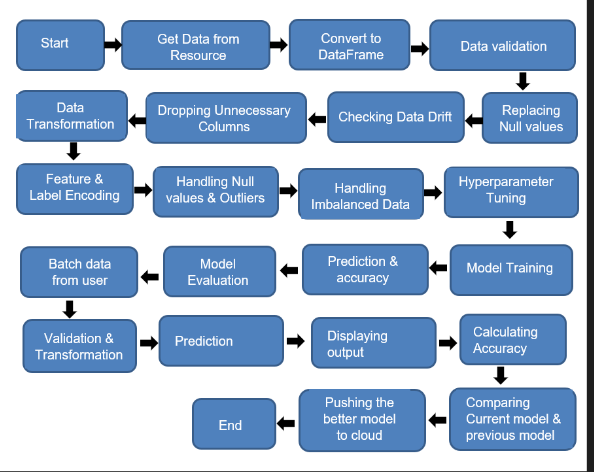 Start
Get Data from
Resource
Convert to
DataFrame
Data validation
Replacing
Null values
Checking Data Drift
Dropping Unnecessary
Columns
Data
Transformation
Feature &
Label Encoding
Handling Null
values & Outliers
Handling
Imbalanced Data
Hyperparameter
Tuning
Model Training
Prediction &
accuracy
Model
Evaluation
Batch data
from user
Validation &
Transformation
Prediction
Displaying
output
Calculating
Accuracy
Comparing
Current model &
previous model
Pushing the
better model
to cloud
End